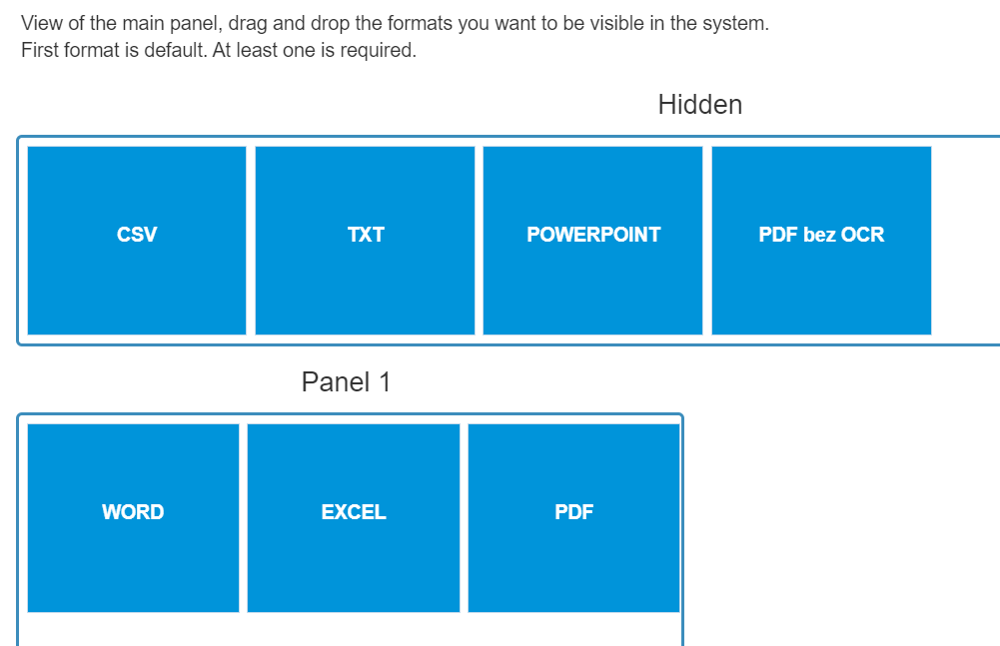 View of the main panel, drag and drop the formats you want to be visible in the system.
First format is default. At least one is required.
Hidden
CSV
TXT
POWERPOINT
PDF bez OCR
Panel 1
WORD
EXCEL
PDF